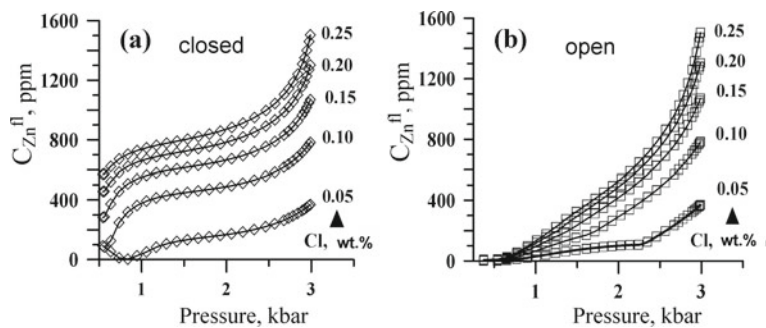 1600
1200
800
400
0
C_Zn^fl, ppm
(a) closed
0.25
0.20
0.15
0.10
0.05
Cl, wt.%
1 2 3
Pressure, kbar
1600
1200
800
400
0
C_Zn^fl, ppm
(b) open
0.25
0.20
0.15
0.10
0.05
Cl, wt.%
1 2 3
Pressure, kbar